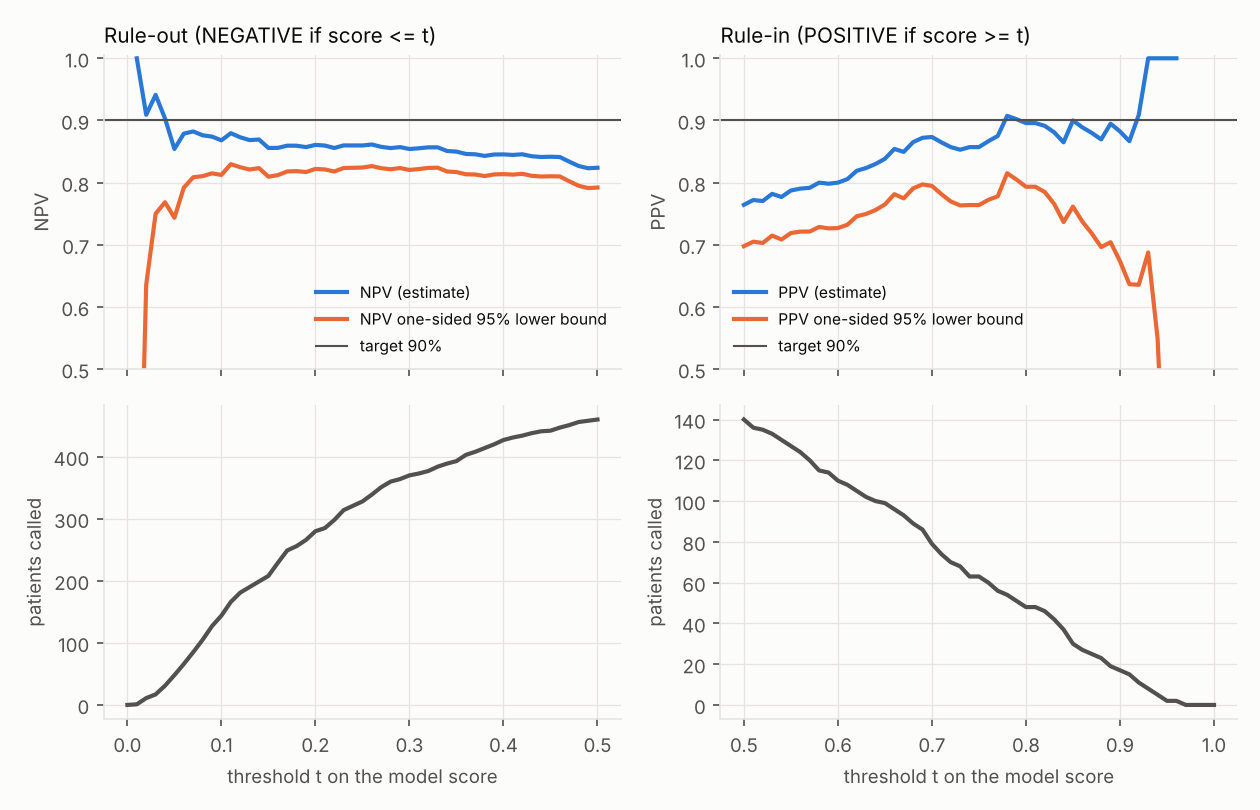 Rule-out (NEGATIVE if score <= t)
1.0
0.9
0.8
0.7
0.6
0.5
NPV
NPV (estimate)
NPV one-sided 95% lower bound
target 90%
Rule-in (POSITIVE if score >= t)
1.0
0.9
0.8
0.7
0.6
0.5
PPV
PPV (estimate)
PPV one-sided 95% lower bound
target 90%
400
300
200
100
0
patients called
0.0 0.1 0.2 0.3 0.4 0.5
threshold t on the model score
140
120
100
80
60
40
20
0
patients called
0.5 0.6 0.7 0.8 0.9 1.0
threshold t on the model score